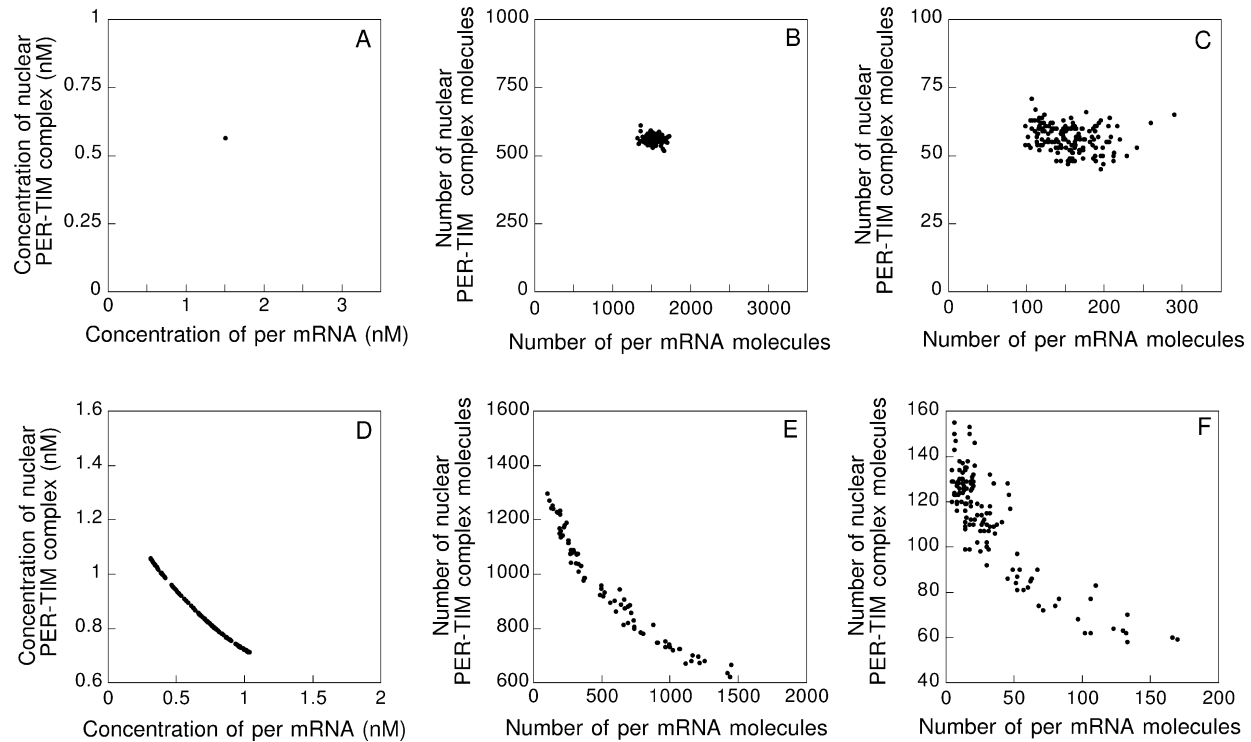 Concentration of nuclear
PER-TIM complex (nM)
1
0.75
0.5
0.25
0
A
0 1 2 3
Concentration of per mRNA (nM)
Number of nuclear
PER-TIM complex molecules
1000
750
500
250
0
B
0 1000 2000 3000
Number of per mRNA molecules
Number of nuclear
PER-TIM complex molecules
100
75
50
25
0
C
0 100 200 300
Number of per mRNA molecules
Concentration of nuclear
PER-TIM complex (nM)
1.6
1.4
1.2
1
0.8
0.6
D
0 0.5 1 1.5 2
Concentration of per mRNA (nM)
Number of nuclear
PER-TIM complex molecules
1600
1400
1200
1000
800
600
E
0 500 1000 1500 2000
Number of per mRNA molecules
Number of nuclear
PER-TIM complex molecules
160
140
120
100
80
60
40
F
0 50 100 150 200
Number of per mRNA molecules